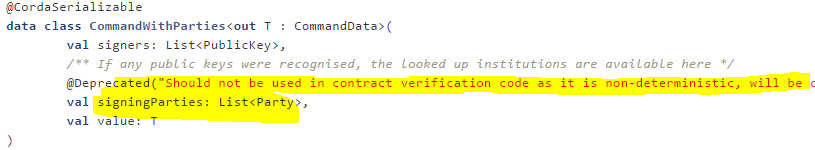 @CordaSerializable
data class CommandWithParties<out T : CommandData>(
val signers: List<PublicKey>,
/** If any public keys were recognised, the looked up institutions are available here */
@Deprecated("Should not be used in contract verification code as it is non-deterministic, will be
val signingParties: List<Party>,
val value: T
)